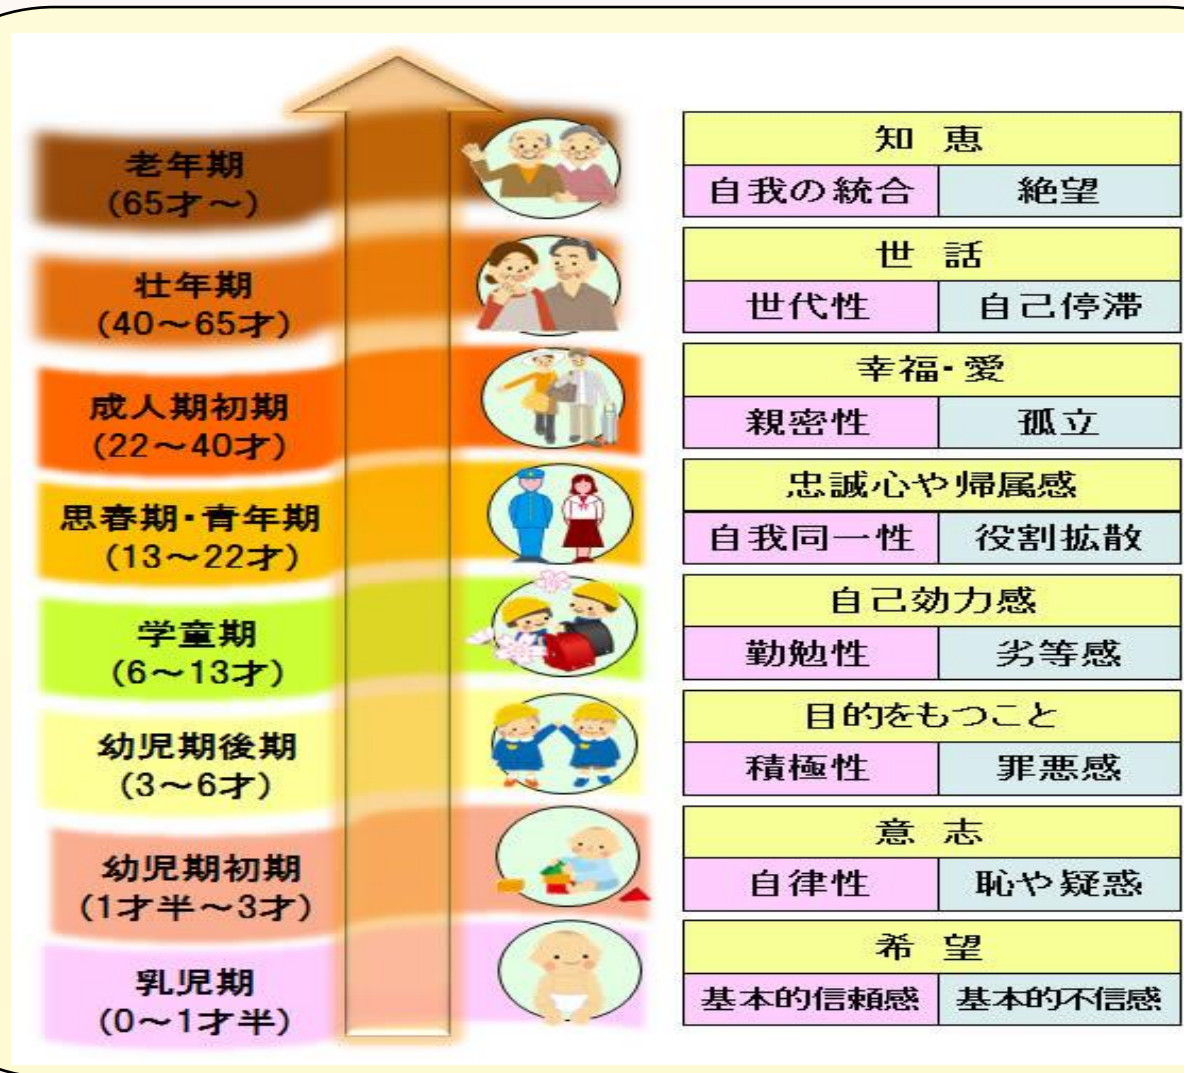 老年期
(65才～)
知 恵
自我の統合 絶望
壮年期
(40～65才)
世 話
世代性 自己停滞
成人期初期
(22～40才)
幸福・愛
親密性 孤立
思春期・青年期
(13～22才)
忠誠心や帰属感
自我同一性 役割拡散
学童期
(6～13才)
自己効力感
勤勉性 劣等感
幼児期後期
(3～6才)
目的をもつこと
積極性 罪悪感
幼児期初期
(1才半～3才)
意 志
自律性 恥や疑惑
乳児期
(0～1才半)
希 望
基本的信頼感 基本的不信感